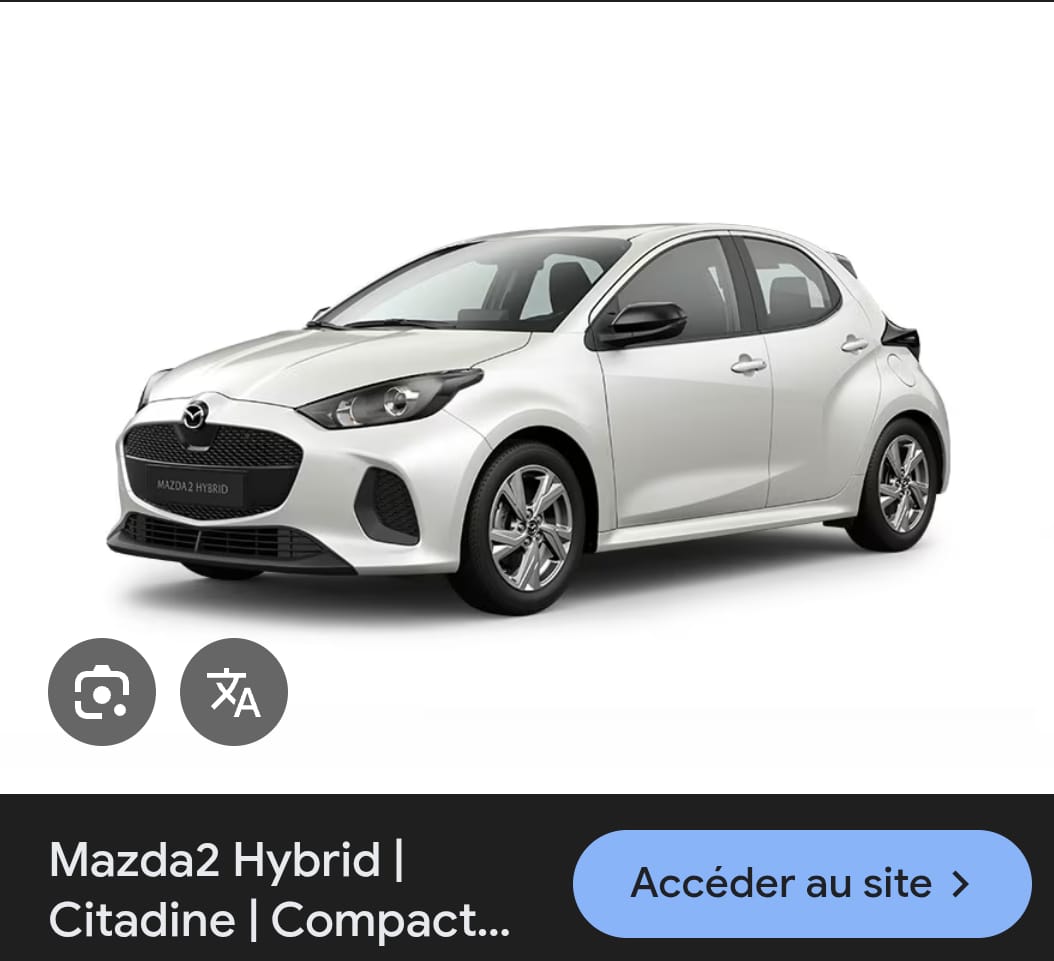 MAZDA2 HYBRID
Mazda2 Hybrid |
Citadine | Compact...
Accéder au site